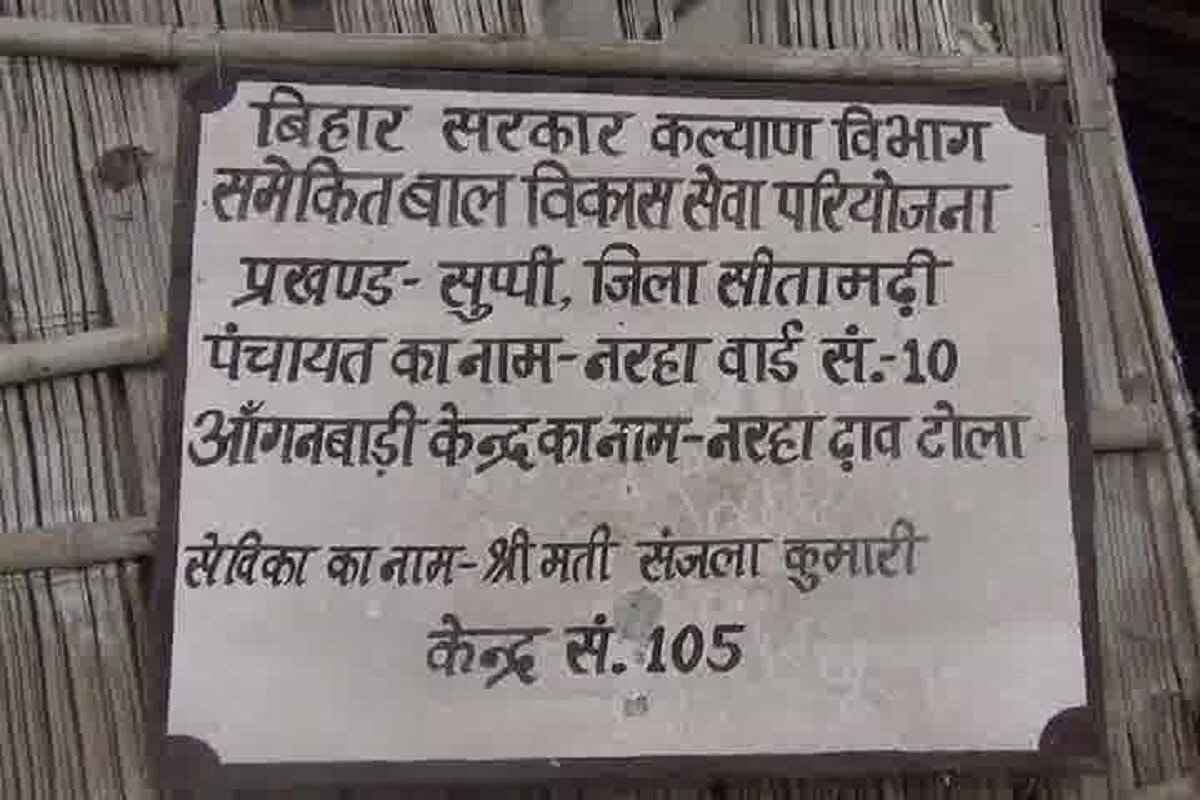 बिहार सरकार कल्याण विभाग
समेकित बाल विकास सेवा परियोजना
प्रखण्ड- सुप्पी, जिला सीतामढ़ी
पंचायत का नाम-नरहा वार्ड सं.-10
आँगनबाड़ी केन्द्र का नाम-नरहा ढ़ाव टोला
सेविका का नाम-श्रीमती संजला कुमारी
केन्द्र सं. 105